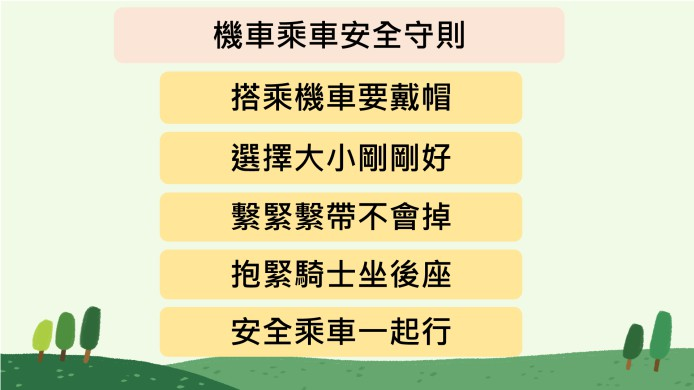 機車乘車安全守則
搭乘機車要戴帽
選擇大小剛剛好
繫緊繫帶不會掉
抱緊騎士坐後座
安全乘車一起行